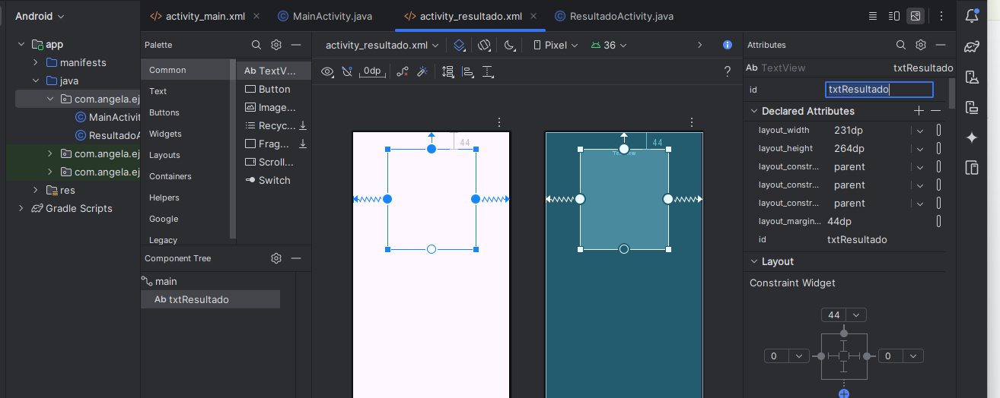 Android
activity_main.xml
MainActivity.java
activity_resultado.xml
ResultadoActivity.java
app
manifests
java
com.angela.ej
MainActivit
ResultadoA
com.angela.ej
com.angela.ej
res
Gradle Scripts
Palette
Common
Text
Buttons
Widgets
Layouts
Containers
Helpers
Google
Legacy
Ab TextV...
Button
Image...
Recyc...
Frag...
Scroll...
Switch
Component Tree
main
Ab txtResultado
activity_resultado.xml
Pixel
36
0dp
?
44
44
Attributes
Ab TextView txtResultado
id txtResultado
Declared Attributes
layout_width 231dp
layout_height 264dp
layout_constr... parent
layout_constr... parent
layout_constr... parent
layout_margin... 44dp
id txtResultado
Layout
Constraint Widget
44
0
0